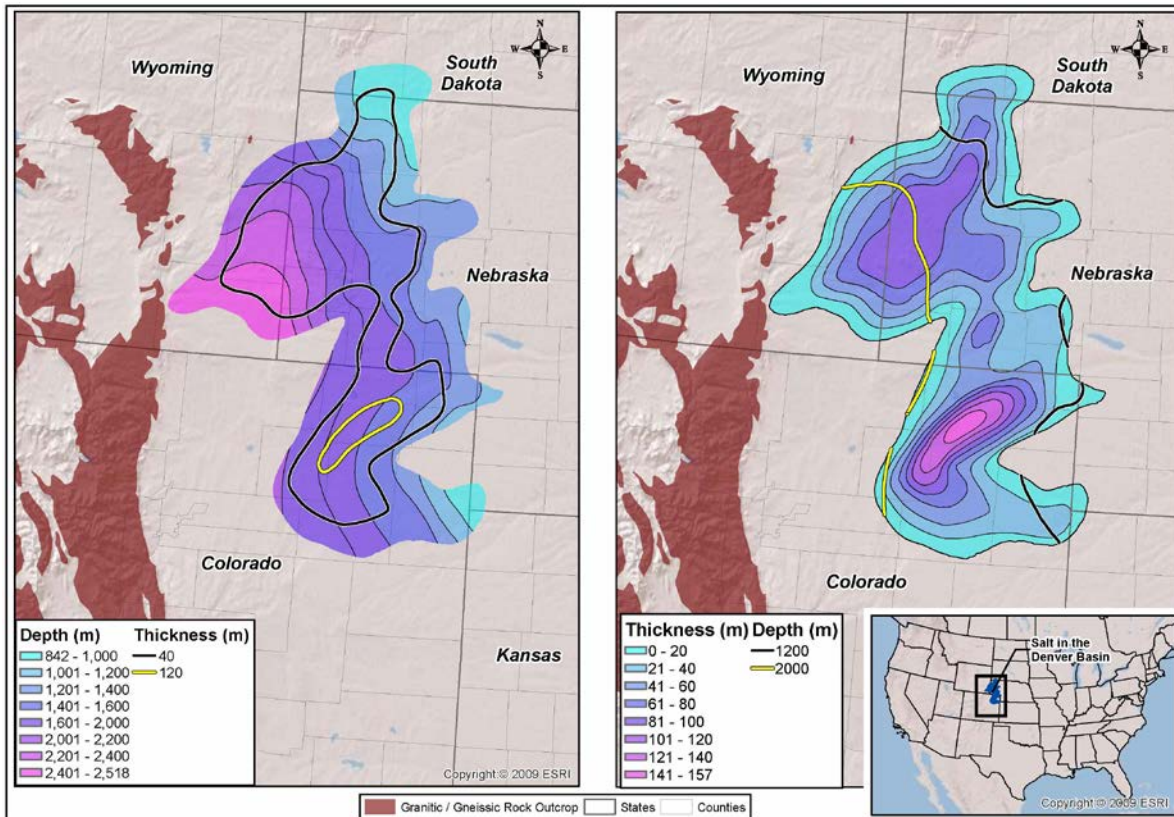 N
W E
S
Wyoming
South
Dakota
Nebraska
Colorado
Kansas
Depth (m)
842 - 1,000
1,001 - 1,200
1,201 - 1,400
1,401 - 1,600
1,601 - 2,000
2,001 - 2,200
2,201 - 2,400
2,401 - 2,518
Thickness (m)
40
120
Copyright © 2009 ESRI
N
W E
S
Wyoming
South
Dakota
Nebraska
Colorado
Thickness (m)
0 - 20
21 - 40
41 - 60
61 - 80
81 - 100
101 - 120
121 - 140
141 - 157
Depth (m)
1200
2000
Salt in the
Denver Basin
Copyright © 2009 ESRI
Granitic / Gneissic Rock Outcrop States Counties